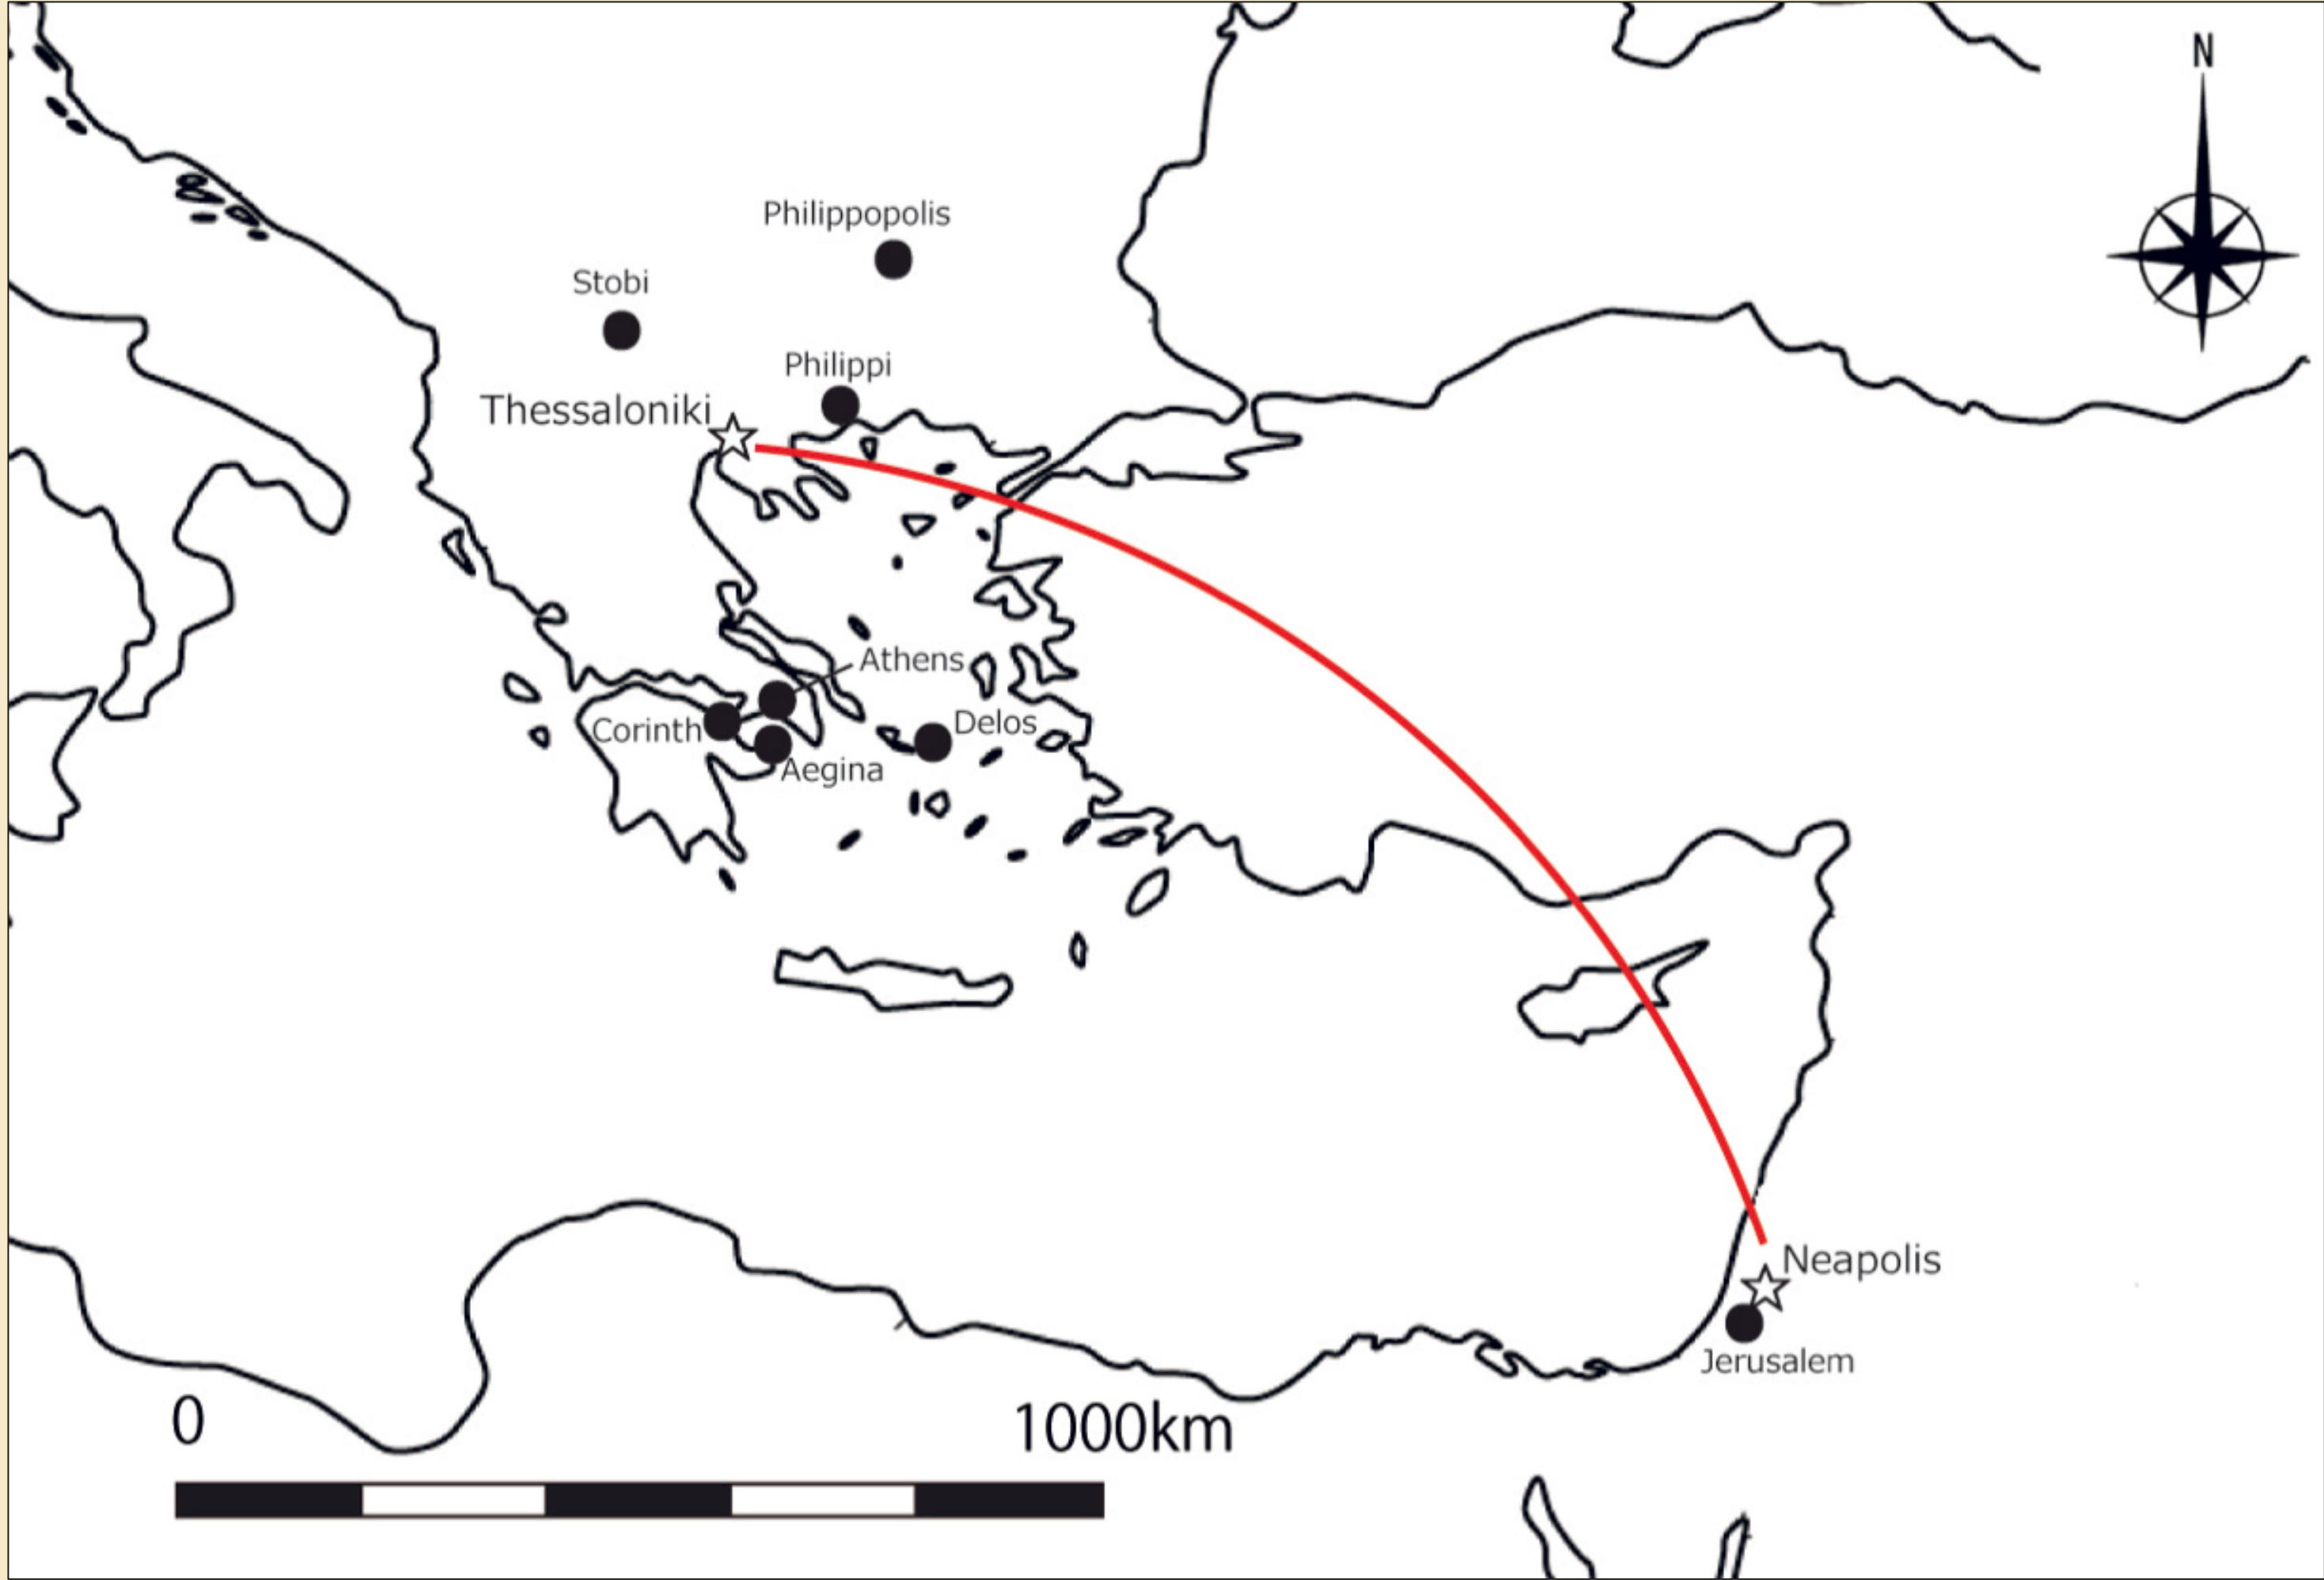 N
Philippopolis
Stobi
Philippi
Thessaloniki
Athens
Delos
Corinth
Aegina
Neapolis
Jerusalem
0
1000km